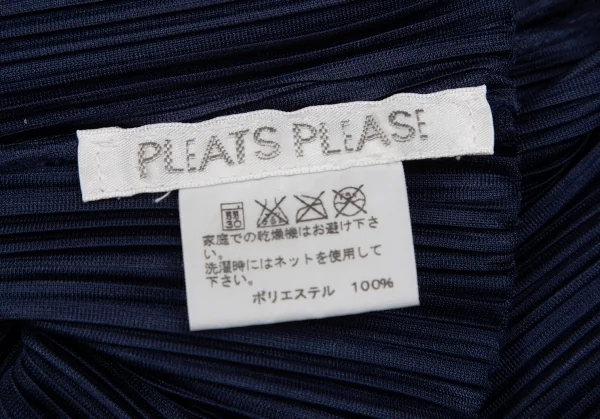 PLEATS PLEASE
30
家庭での乾燥機はお避け下さ
い。
洗濯時にはネットを使用して
下さい。
ポリエステル 100%